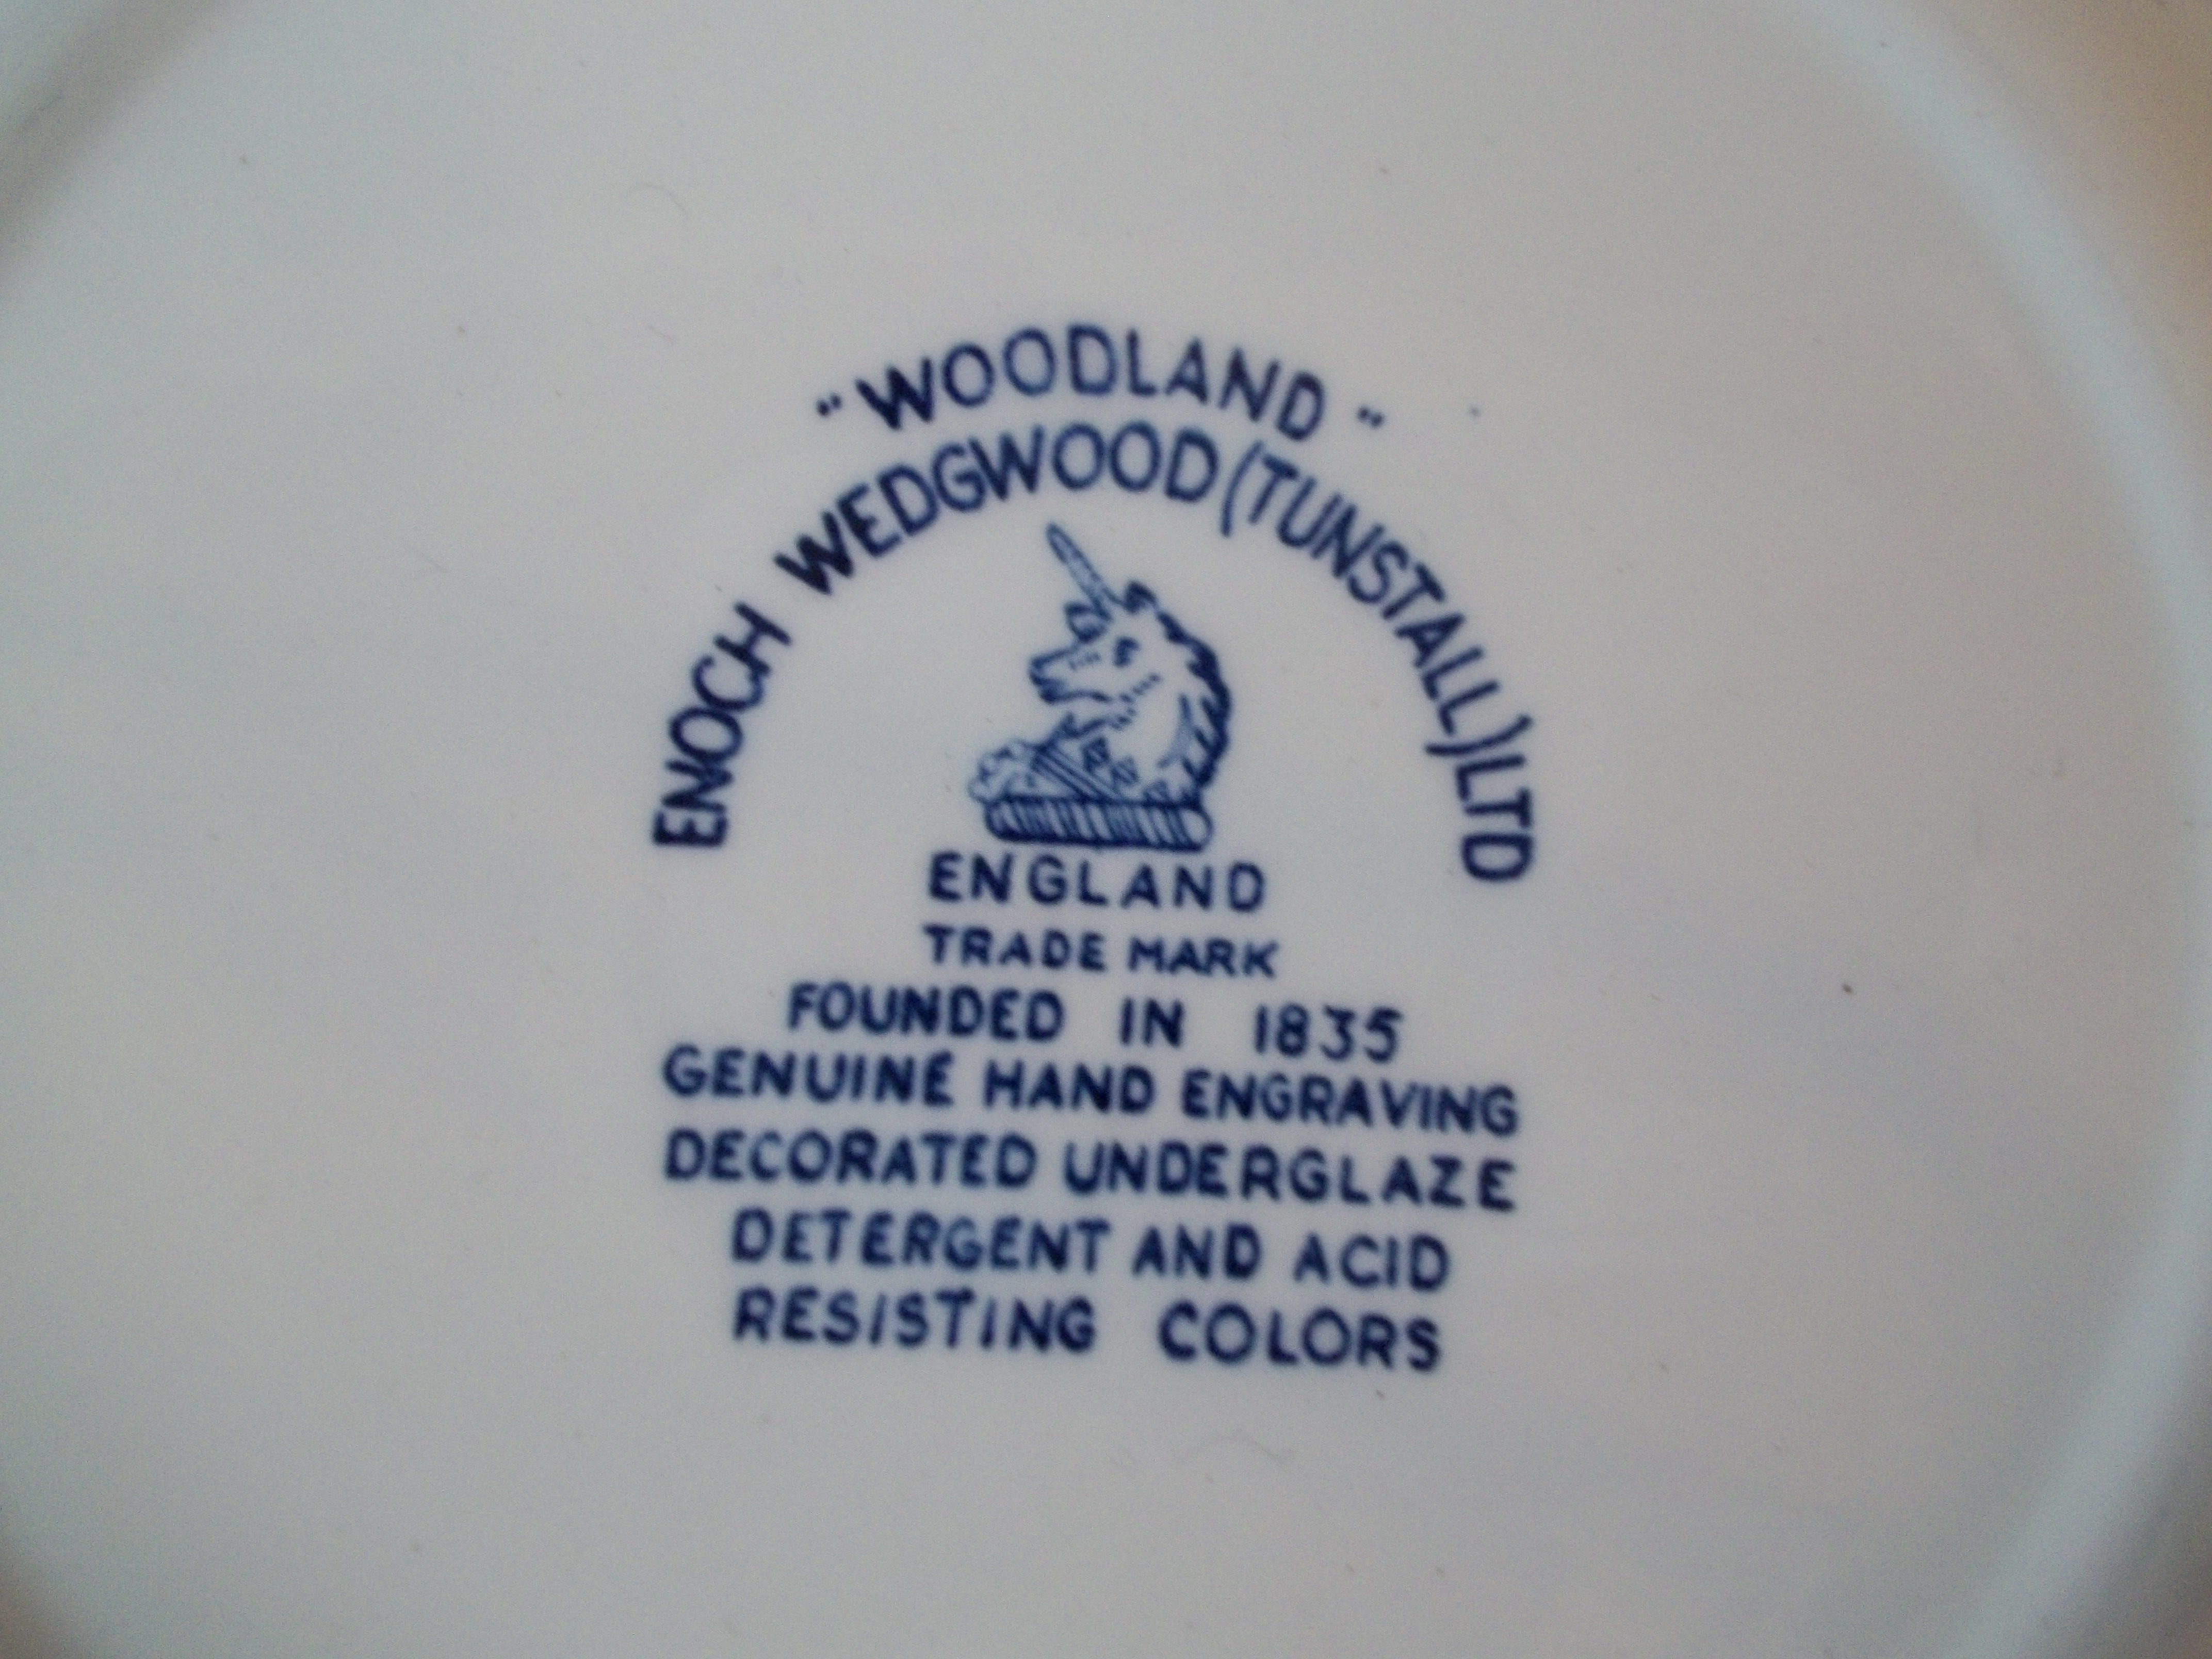 "WOODLAND"
ENOCH WEDGWOOD (TUNSTALL) LTD
ENGLAND
TRADE MARK
FOUNDED IN 1835
GENUINE HAND ENGRAVING
DECORATED UNDERGLAZE
DETERGENT AND ACID
RESISTING COLORS